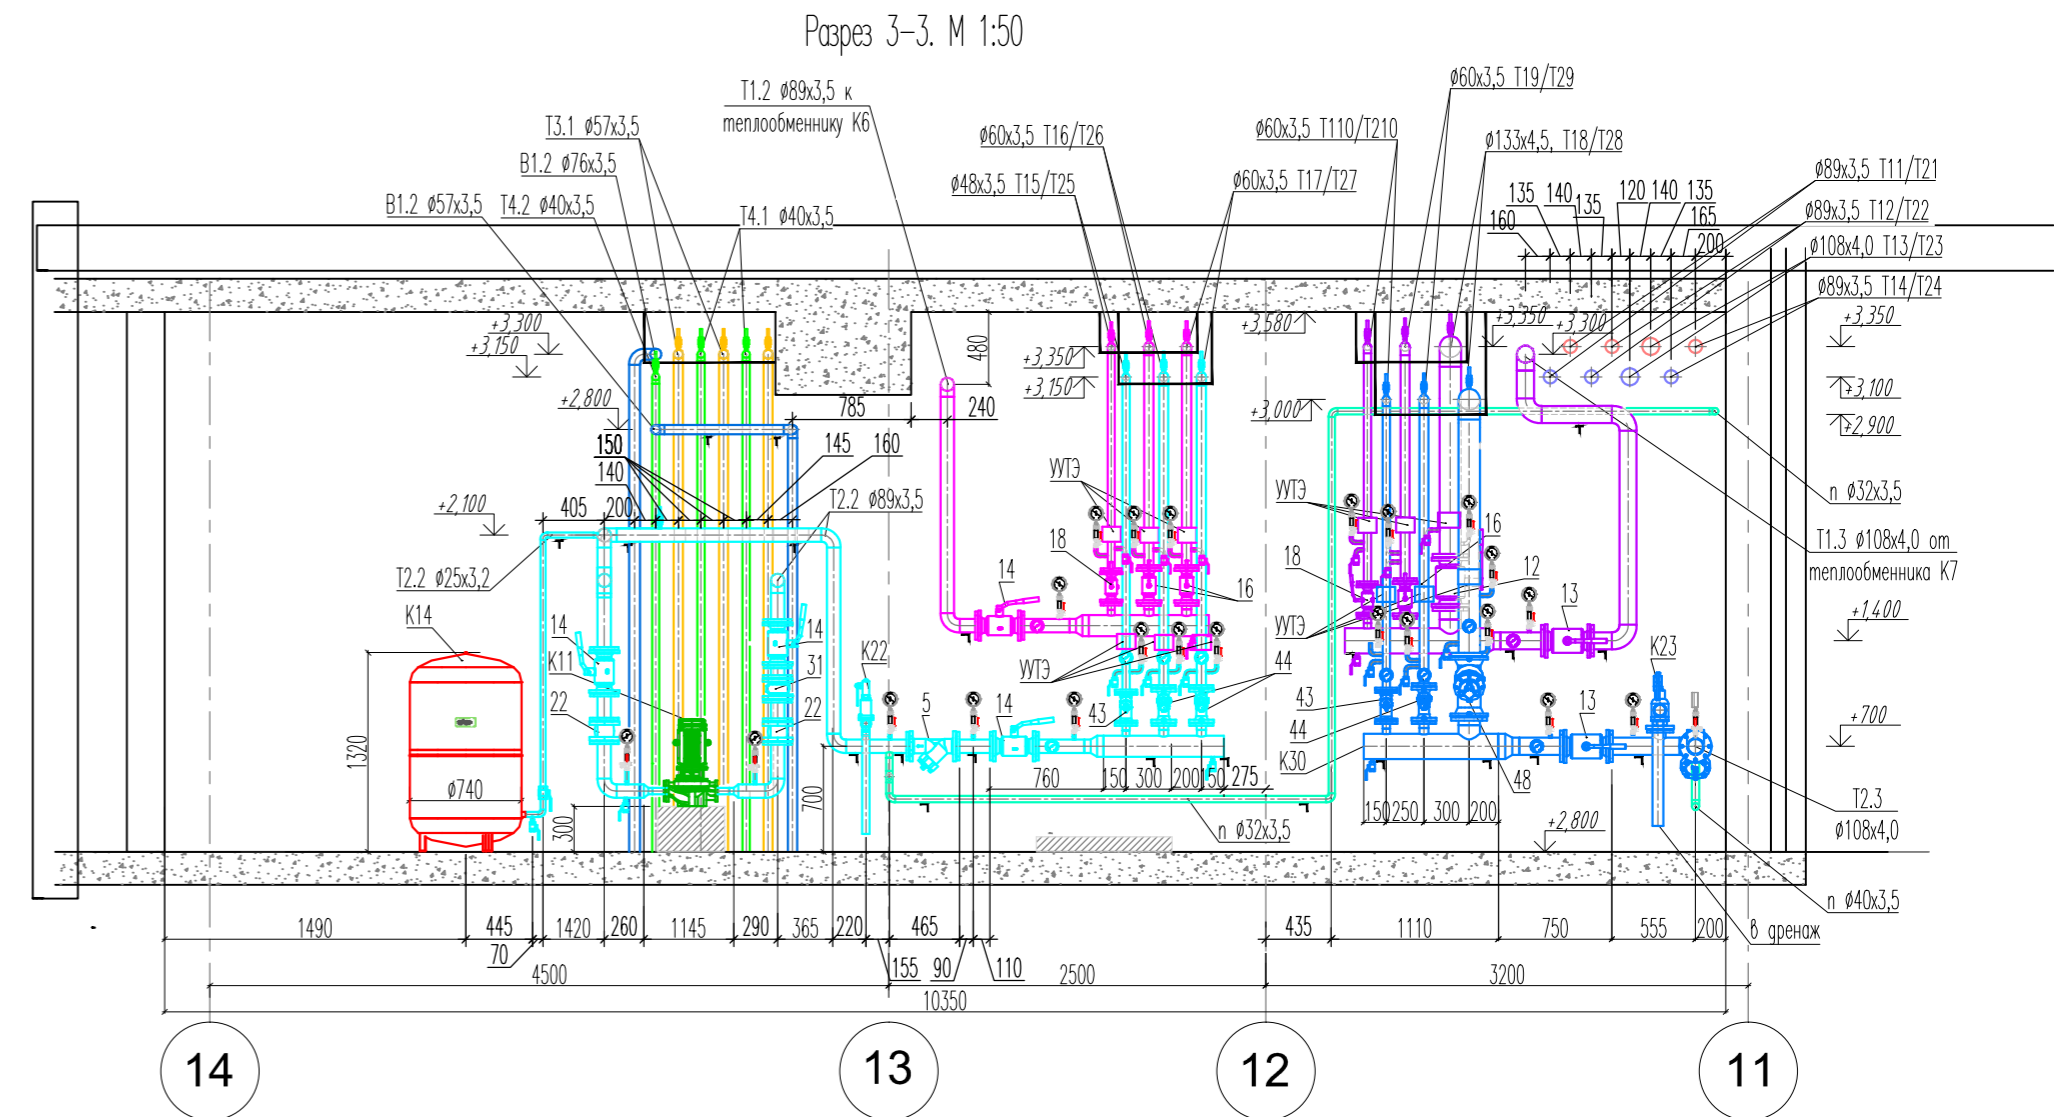 Разрез 3–3. М 1:50
Т1.2 ø89х3,5 к
теплообменнику К6
Т3.1 ø57х3,5
В1.2 ø76х3,5
В1.2 ø57х3,5
Т4.2 ø40х3,5
Т4.1 ø40х3,5
ø60х3,5 Т16/Т26
ø48х3,5 Т15/Т25
ø60х3,5 Т17/Т27
ø60х3,5 Т110/Т210
ø60х3,5 Т19/Т29
ø133х4,5, Т18/Т28
ø89х3,5 Т11/Т21
ø89х3,5 Т12/Т22
ø108х4,0 Т13/Т23
ø89х3,5 Т14/Т24
135
140
135
120
140
135
160
165
200
+3,300
+3,150
+2,800
480
785
240
+3,350
+3,150
+3,580
+3,000
+3,350
+3,300
+3,350
+3,100
+2,900
150
140
145
160
+2,100
405
200
Т2.2 ø89х3,5
Т2.2 ø25х3,2
УУТЭ
УУТЭ
УУТЭ
УУТЭ
18
14
16
18
16
12
13
п ø32х3,5
Т1.3 ø108х4,0 от
теплообменника К7
+1,400
К14
14
К11
22
14
31
22
К22
5
14
43
44
43
44
К30
48
13
К23
+700
1320
ø740
300
700
760
150
300
200
150
275
п ø32х3,5
150
250
300
200
+2,800
Т2.3
ø108х4,0
п ø40х3,5
в дренаж
1490
445
70
1420
260
1145
290
365
220
155
465
90
110
435
1110
750
555
200
4500
2500
3200
10350
14
13
12
11